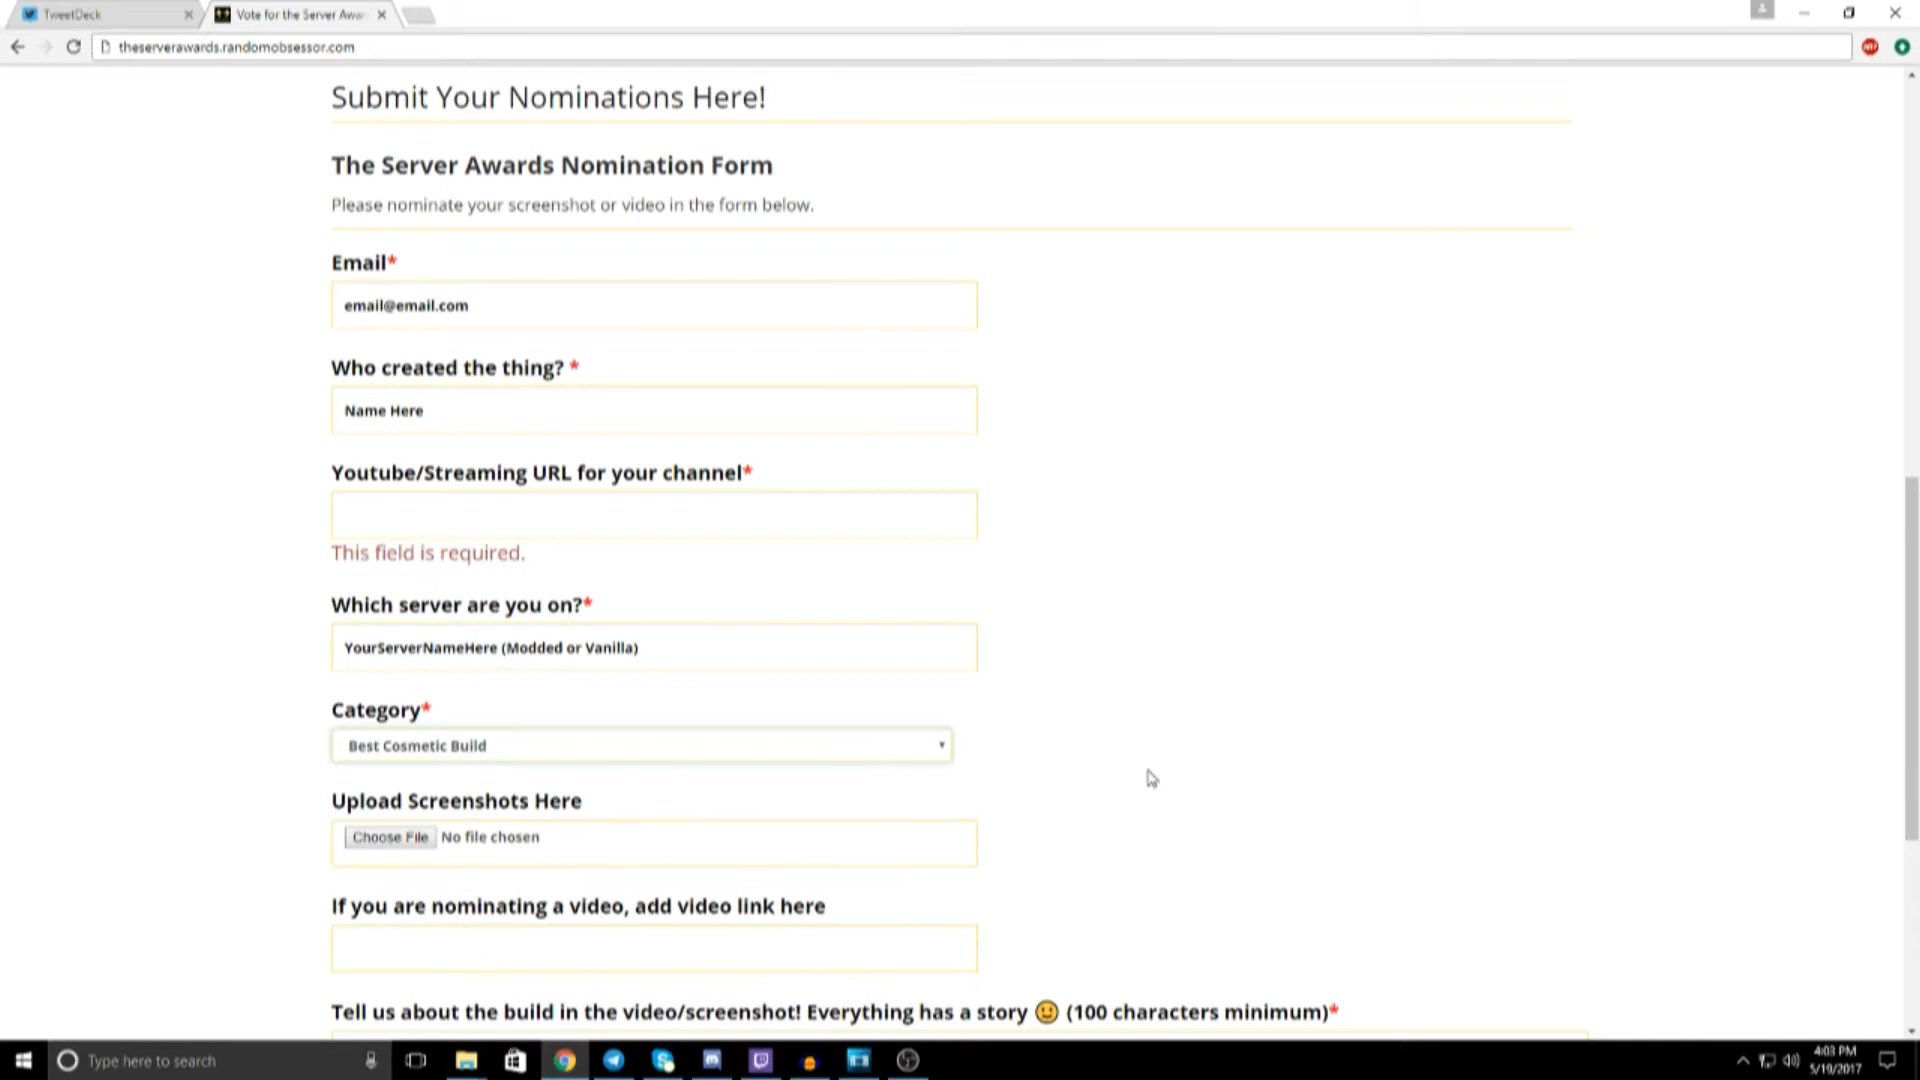 TweetDeck
Vote for the Server Awa
theserverawards.randomobsessor.com
Submit Your Nominations Here!
The Server Awards Nomination Form
Please nominate your screenshot or video in the form below.
Email*
email@email.com
Who created the thing? *
Name Here
Youtube/Streaming URL for your channel*
This field is required.
Which server are you on?*
YourServerNameHere (Modded or Vanilla)
Category*
Best Cosmetic Build
Upload Screenshots Here
Choose File No file chosen
If you are nominating a video, add video link here
Tell us about the build in the video/screenshot! Everything has a story 🙂 (100 characters minimum)*
Type here to search
4:03 PM
5/19/2017